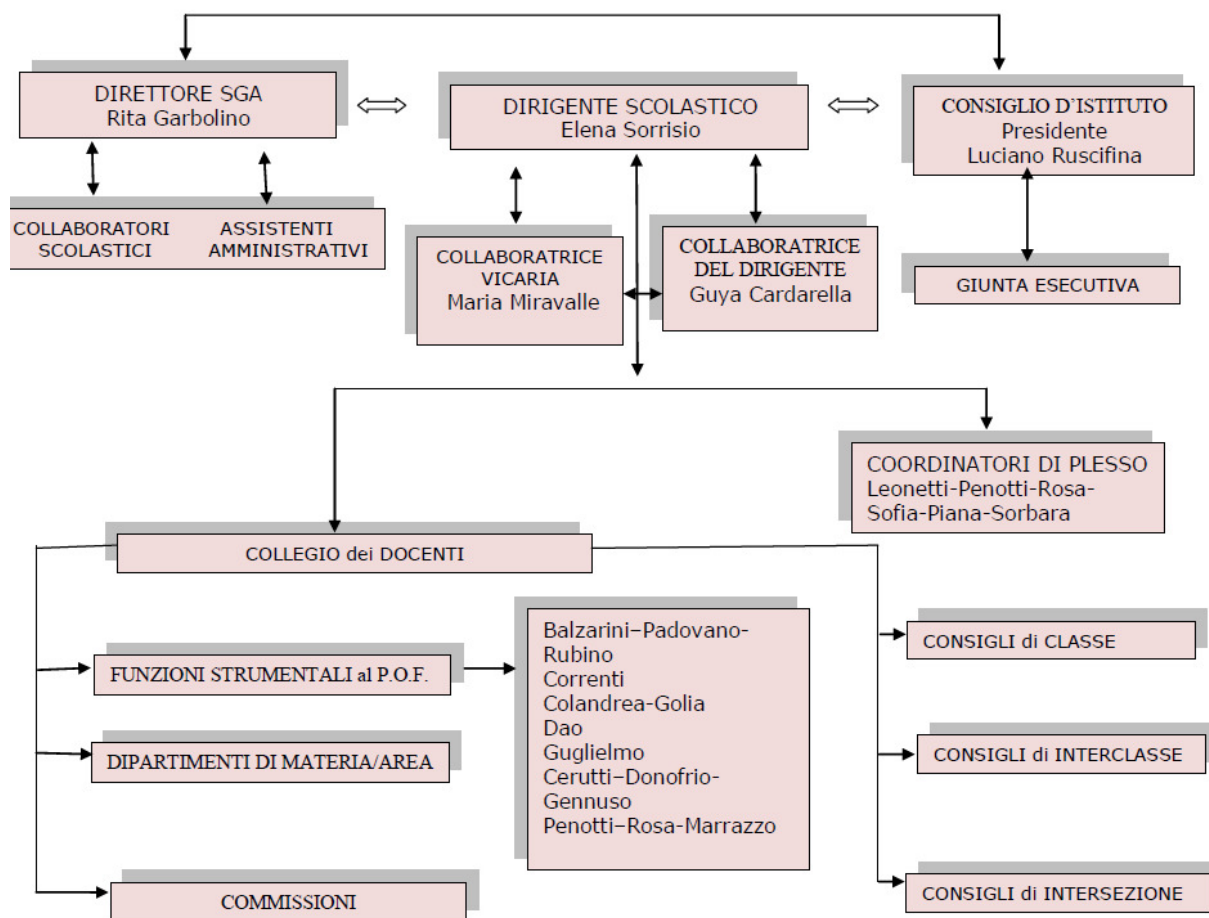 DIRETTORE SGA
Rita Garbolino
DIRIGENTE SCOLASTICO
Elena Sorrisio
CONSIGLIO D'ISTITUTO
Presidente
Luciano Ruscifina
COLLABORATORI
SCOLASTICI
ASSISTENTI
AMMINISTRATIVI
COLLABORATRICE
VICARIA
Maria Miravalle
COLLABORATRICE
DEL DIRIGENTE
Guya Cardarella
GIUNTA ESECUTIVA
COORDINATORI DI PLESSO
Leonetti-Penotti-Rosa-
Sofia-Piana-Sorbara
COLLEGIO dei DOCENTI
FUNZIONI STRUMENTALI al P.O.F.
Balzarini–Padovano-
Rubino
Correnti
Colandrea-Golia
Dao
Guglielmo
Cerutti–Donofrio-
Gennuso
Penotti–Rosa-Marrazzo
CONSIGLI di CLASSE
DIPARTIMENTI DI MATERIA/AREA
CONSIGLI di INTERCLASSE
COMMISSIONI
CONSIGLI di INTERSEZIONE